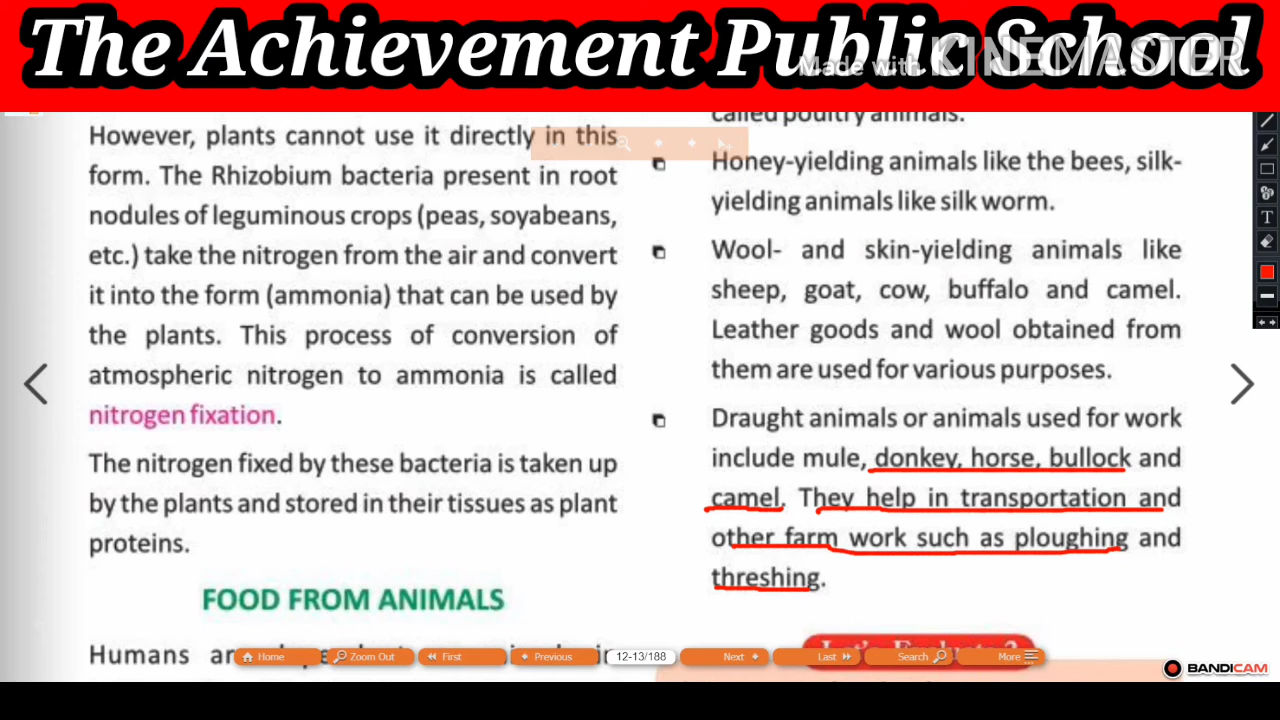 The Achievement Public School
Made with KINEMASTER
However, plants cannot use it directly in this
form. The Rhizobium bacteria present in root
nodules of leguminous crops (peas, soyabeans,
etc.) take the nitrogen from the air and convert
it into the form (ammonia) that can be used by
the plants. This process of conversion of
atmospheric nitrogen to ammonia is called
nitrogen fixation.
The nitrogen fixed by these bacteria is taken up
by the plants and stored in their tissues as plant
proteins.
FOOD FROM ANIMALS
Humans
called poultry animals.
Honey-yielding animals like the bees, silk-
yielding animals like silk worm.
Wool- and skin-yielding animals like
sheep, goat, cow, buffalo and camel.
Leather goods and wool obtained from
them are used for various purposes.
Draught animals or animals used for work
include mule, donkey, horse, bullock and
camel. They help in transportation and
other farm work such as ploughing and
threshing.
Home Zoom Out First Previous 12-13/188 Next Last Search More
T
BANDICAM